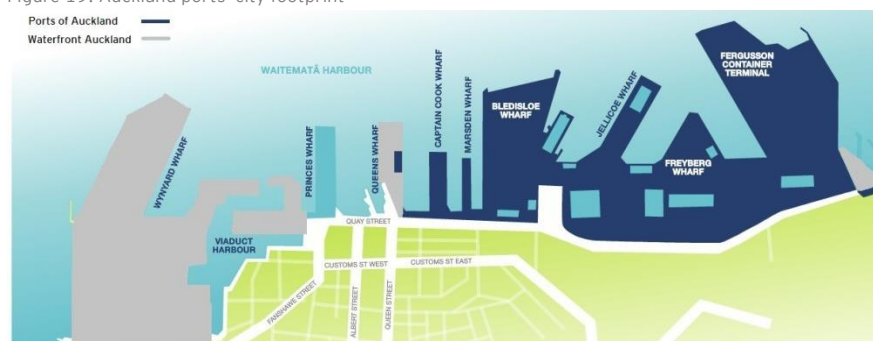 Figure 19: Auckland ports' city footprint
Ports of Auckland
Waterfront Auckland
WAITEMATĀ HARBOUR
FERGUSSON
CONTAINER
TERMINAL
WYNYARD WHARF
PRINCES WHARF
QUEENS WHARF
CAPTAIN COOK WHARF
MARSDEN WHARF
BLEDISLOE
WHARF
JELLICOE WHARF
FREYBERG
WHARF
VIADUCT
HARBOUR
QUAY STREET
CUSTOMS ST WEST
CUSTOMS ST EAST
FANSHAWE STREET
ALBERT STREET
QUEEN STREET